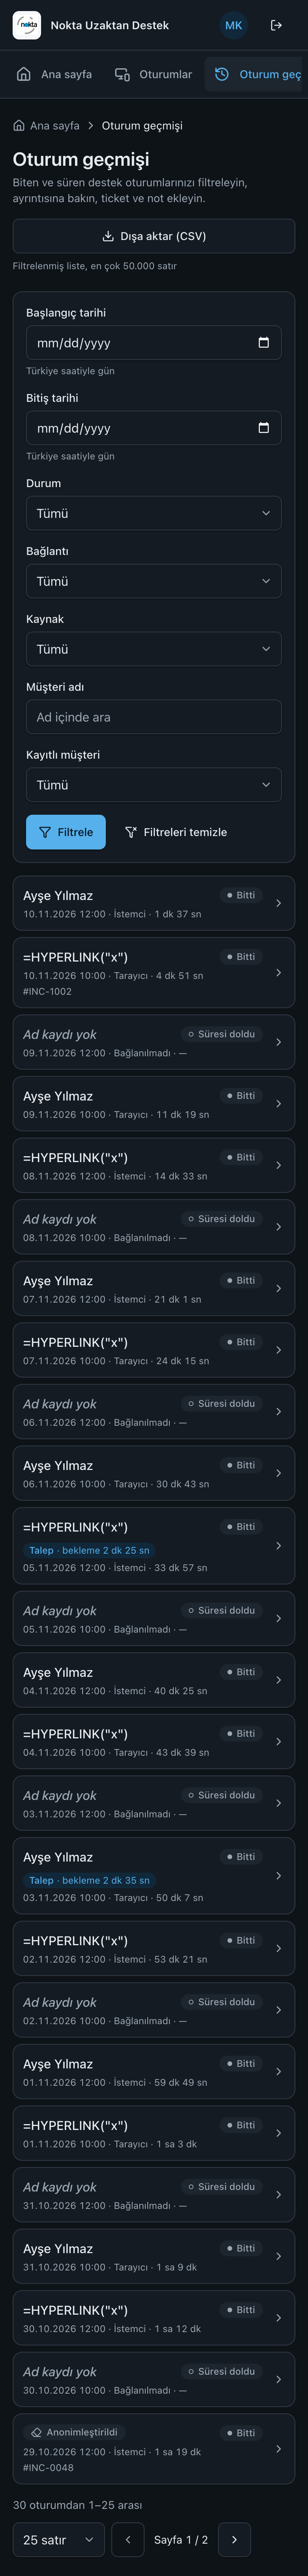 nokta Nokta Uzaktan Destek MK
Ana sayfa Oturumlar Oturum geç
Ana sayfa > Oturum geçmişi
Oturum geçmişi
Biten ve süren destek oturumlarınızı filtreleyin,
ayrıntısına bakın, ticket ve not ekleyin.
Dışa aktar (CSV)
Filtrelenmiş liste, en çok 50.000 satır
Başlangıç tarihi
mm/dd/yyyy
Türkiye saatiyle gün
Bitiş tarihi
mm/dd/yyyy
Türkiye saatiyle gün
Durum
Tümü
Bağlantı
Tümü
Kaynak
Tümü
Müşteri adı
Ad içinde ara
Kayıtlı müşteri
Tümü
Filtrele Filtreleri temizle
Ayşe Yılmaz Bitti
10.11.2026 12:00 · İstemci · 1 dk 37 sn
=HYPERLINK("x") Bitti
10.11.2026 10:00 · Tarayıcı · 4 dk 51 sn
#INC-1002
Ad kaydı yok Süresi doldu
09.11.2026 12:00 · Bağlanılmadı · —
Ayşe Yılmaz Bitti
09.11.2026 10:00 · Tarayıcı · 11 dk 19 sn
=HYPERLINK("x") Bitti
08.11.2026 12:00 · İstemci · 14 dk 33 sn
Ad kaydı yok Süresi doldu
08.11.2026 10:00 · Bağlanılmadı · —
Ayşe Yılmaz Bitti
07.11.2026 12:00 · İstemci · 21 dk 1 sn
=HYPERLINK("x") Bitti
07.11.2026 10:00 · Tarayıcı · 24 dk 15 sn
Ad kaydı yok Süresi doldu
06.11.2026 12:00 · Bağlanılmadı · —
Ayşe Yılmaz Bitti
06.11.2026 10:00 · Tarayıcı · 30 dk 43 sn
=HYPERLINK("x") Bitti
Talep · bekleme 2 dk 25 sn
05.11.2026 12:00 · İstemci · 33 dk 57 sn
Ad kaydı yok Süresi doldu
05.11.2026 10:00 · Bağlanılmadı · —
Ayşe Yılmaz Bitti
04.11.2026 12:00 · İstemci · 40 dk 25 sn
=HYPERLINK("x") Bitti
04.11.2026 10:00 · Tarayıcı · 43 dk 39 sn
Ad kaydı yok Süresi doldu
03.11.2026 12:00 · Bağlanılmadı · —
Ayşe Yılmaz Bitti
Talep · bekleme 2 dk 35 sn
03.11.2026 10:00 · Tarayıcı · 50 dk 7 sn
=HYPERLINK("x") Bitti
02.11.2026 12:00 · İstemci · 53 dk 21 sn
Ad kaydı yok Süresi doldu
02.11.2026 10:00 · Bağlanılmadı · —
Ayşe Yılmaz Bitti
01.11.2026 12:00 · İstemci · 59 dk 49 sn
=HYPERLINK("x") Bitti
01.11.2026 10:00 · Tarayıcı · 1 sa 3 dk
Ad kaydı yok Süresi doldu
31.10.2026 12:00 · Bağlanılmadı · —
Ayşe Yılmaz Bitti
31.10.2026 10:00 · Tarayıcı · 1 sa 9 dk
=HYPERLINK("x") Bitti
30.10.2026 12:00 · İstemci · 1 sa 12 dk
Ad kaydı yok Süresi doldu
30.10.2026 10:00 · Bağlanılmadı · —
Anonimleştirildi Bitti
29.10.2026 12:00 · İstemci · 1 sa 19 dk
#INC-0048
30 oturumdan 1–25 arası
25 satır Sayfa 1 / 2